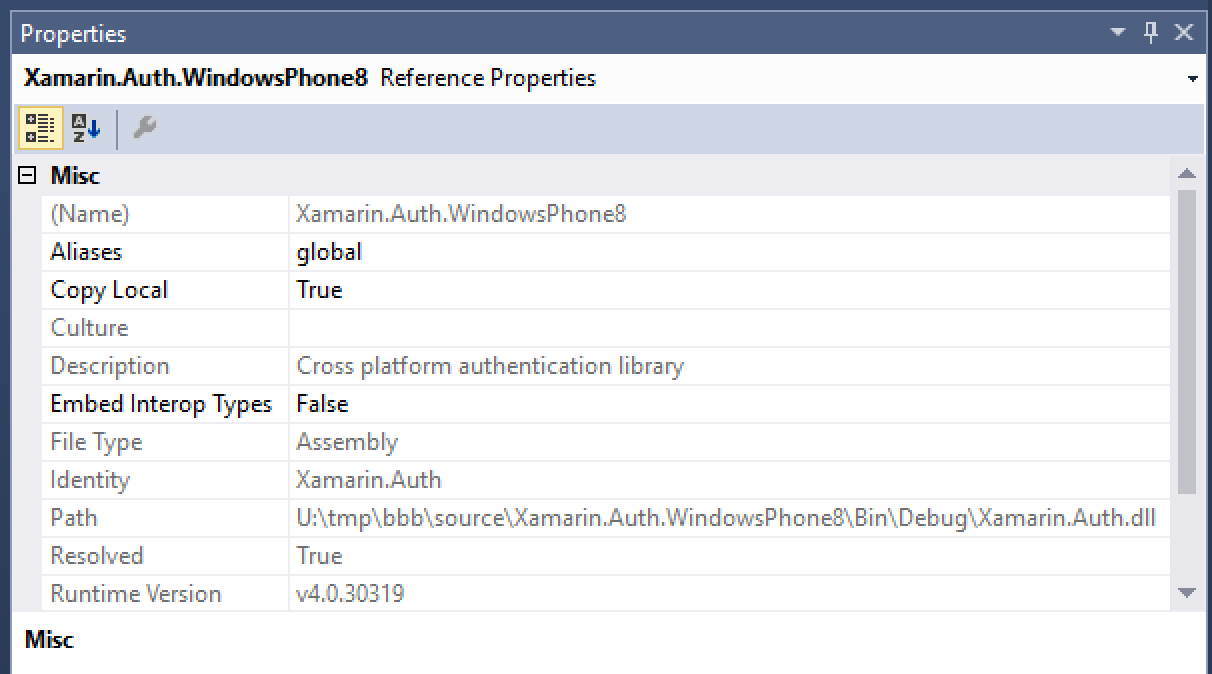 Properties
Xamarin.Auth.WindowsPhone8 Reference Properties
Misc
(Name) Xamarin.Auth.WindowsPhone8
Aliases global
Copy Local True
Culture
Description Cross platform authentication library
Embed Interop Types False
File Type Assembly
Identity Xamarin.Auth
Path U:\tmp\bbb\source\Xamarin.Auth.WindowsPhone8\Bin\Debug\Xamarin.Auth.dll
Resolved True
Runtime Version v4.0.30319
Misc